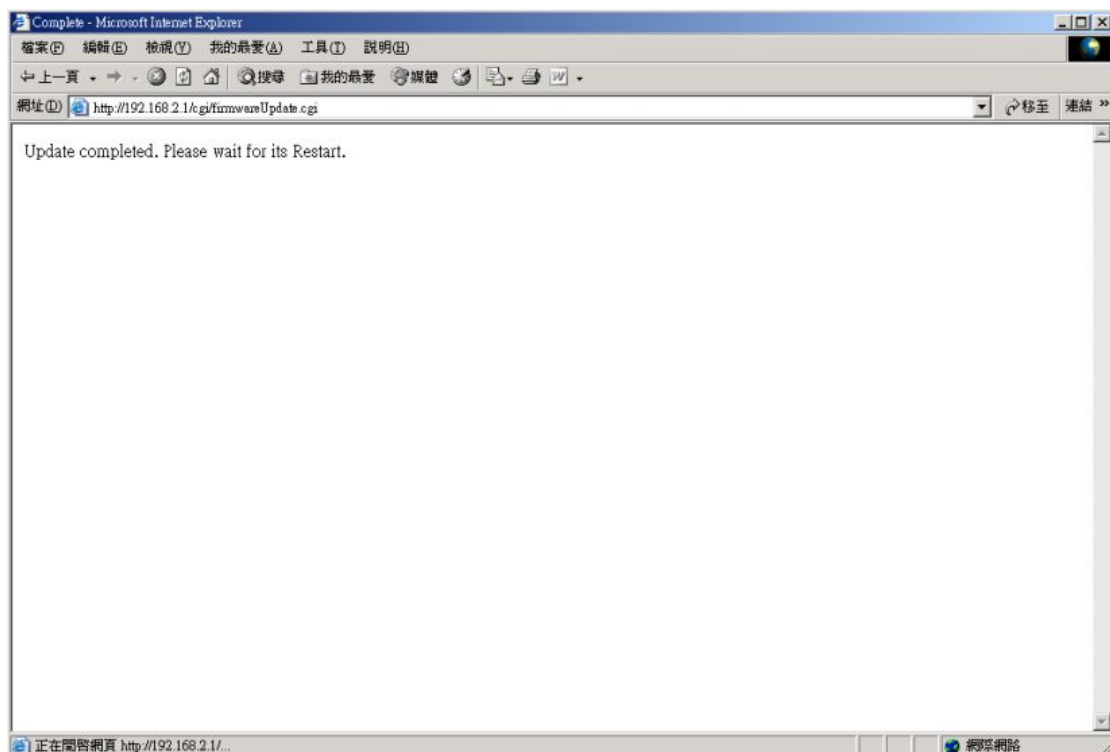 Complete - Microsoft Internet Explorer
檔案(F) 編輯(E) 檢視(V) 我的最愛(A) 工具(T) 説明(H)
上一頁 搜尋 我的最愛 媒體 W
網址(D) http://192.168.2.1/cgi/firmwareUpdate.cgi 移至 連結 »
Update completed. Please wait for its Restart.
正在開啓網頁 http://192.168.2.1/... 網際網路